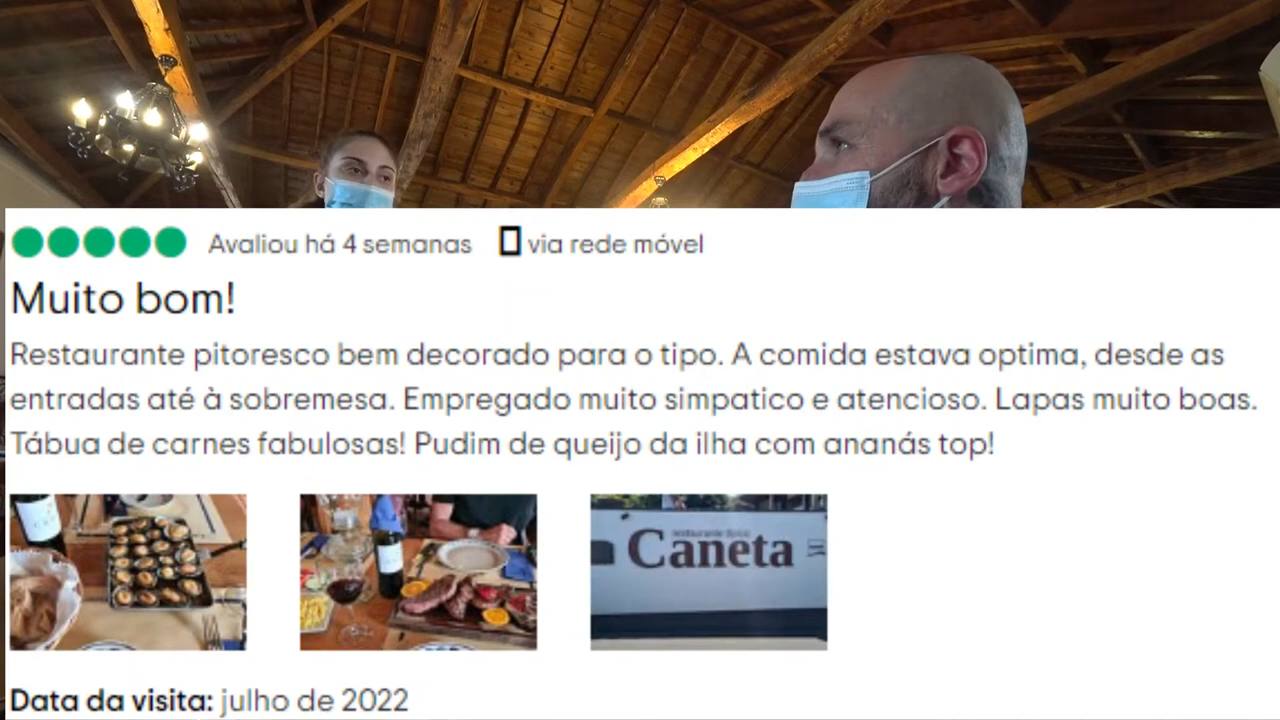 Avaliou há 4 semanas via rede móvel
Muito bom!
Restaurante pitoresco bem decorado para o tipo. A comida estava optima, desde as
entradas até à sobremesa. Empregado muito simpatico e atencioso. Lapas muito boas.
Tábua de carnes fabulosas! Pudim de queijo da ilha com ananás top!
Caneta
Data da visita: julho de 2022